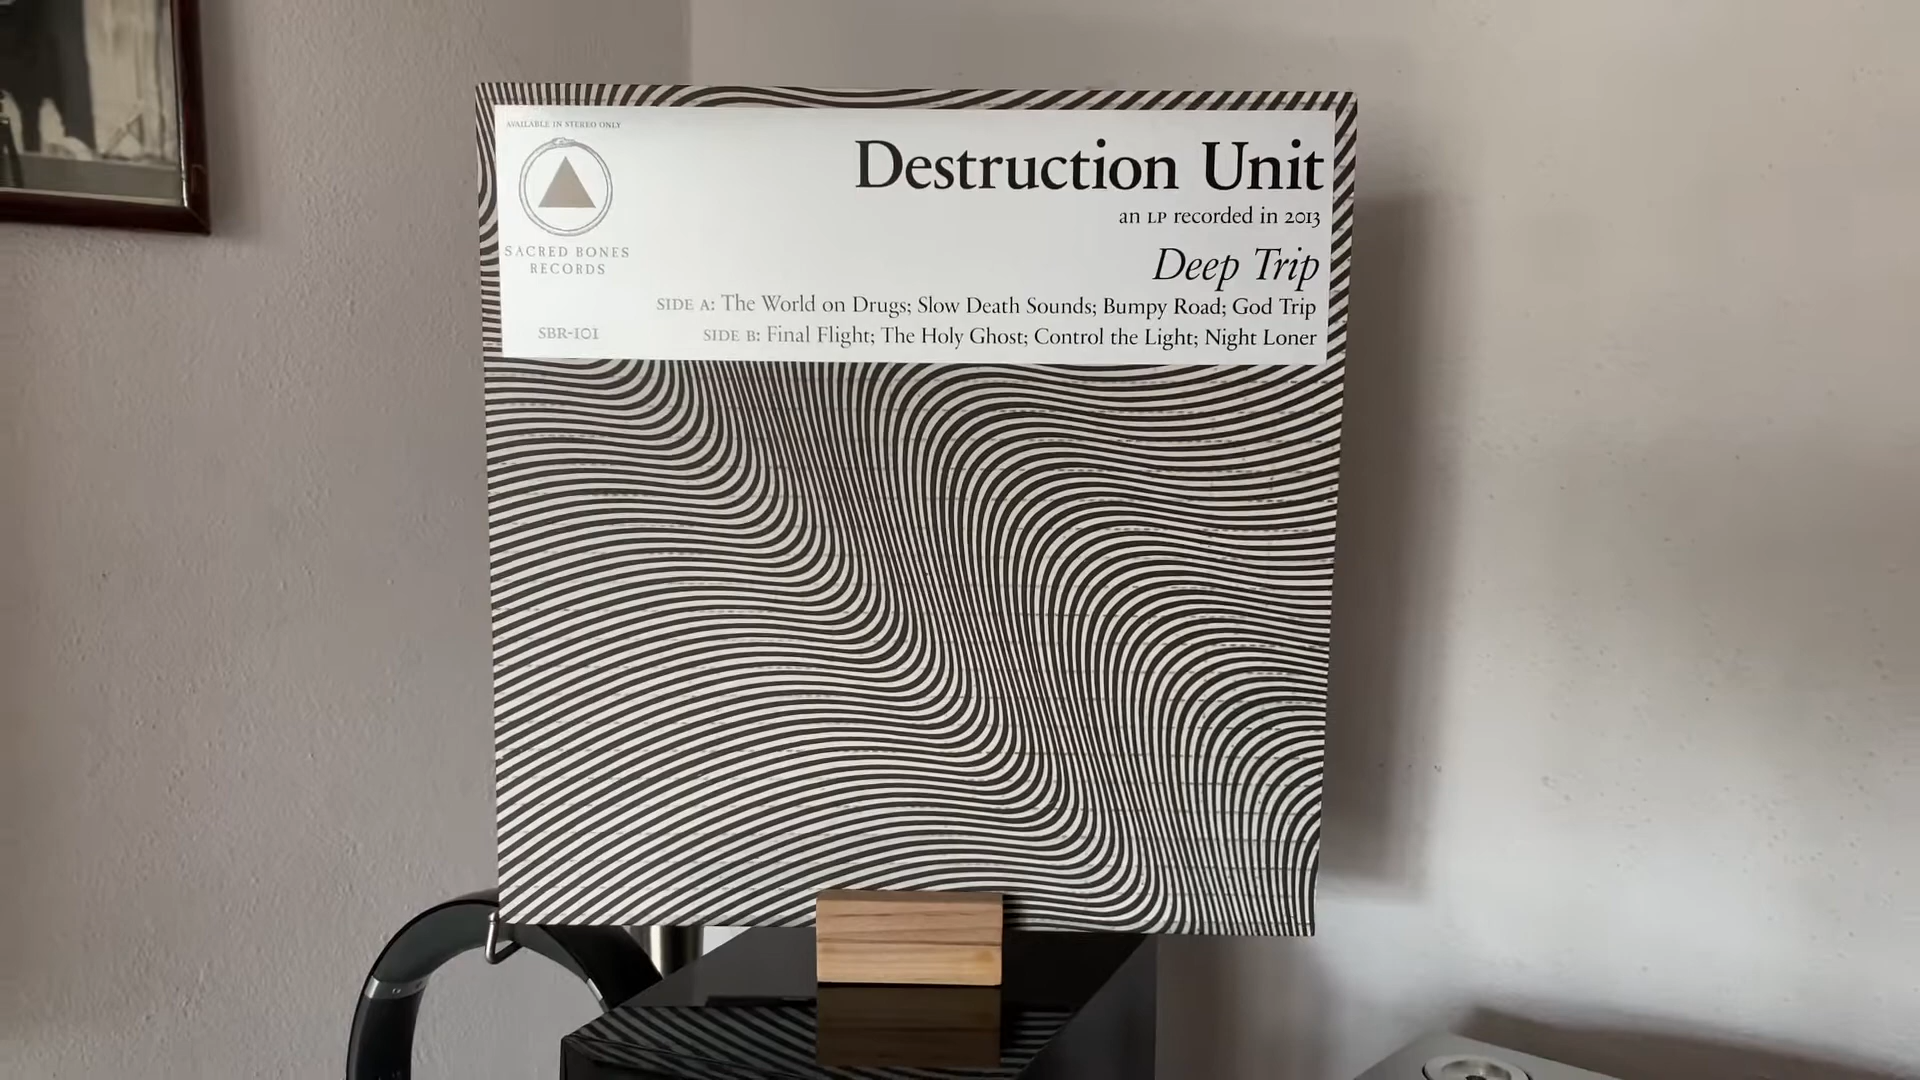 AVAILABLE IN STEREO ONLY
SACRED BONES
RECORDS
SBR-101
Destruction Unit
an LP recorded in 2013
Deep Trip
SIDE A: The World on Drugs; Slow Death Sounds; Bumpy Road; God Trip
SIDE B: Final Flight; The Holy Ghost; Control the Light; Night Loner